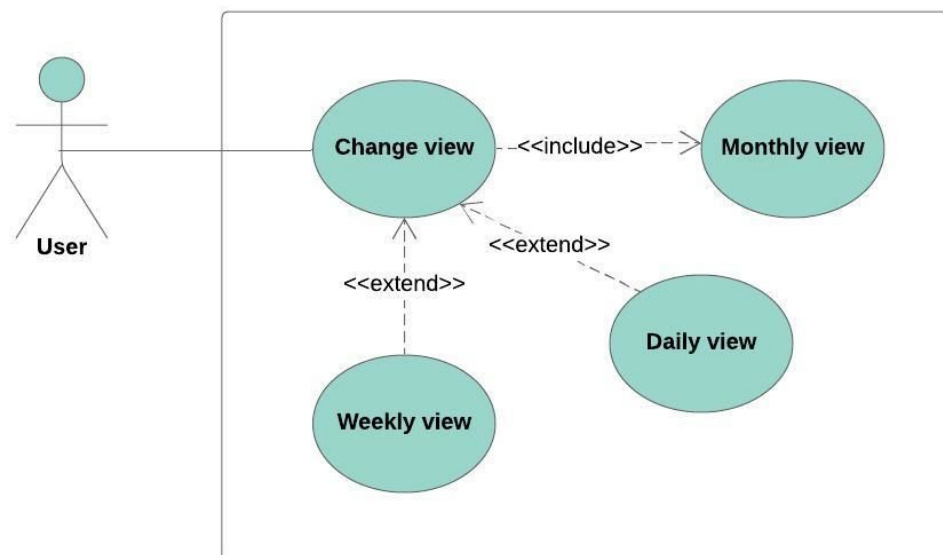 Change view
<<include>>
Monthly view
User
<<extend>>
<<extend>>
Daily view
Weekly view